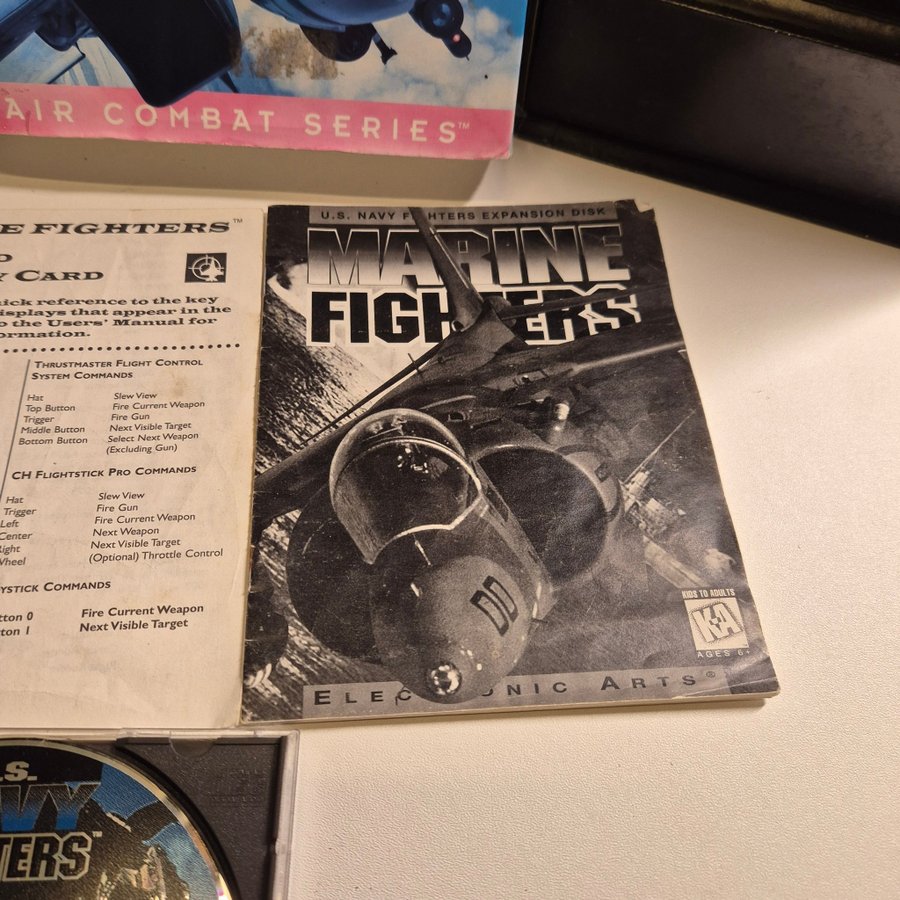 AIR COMBAT SERIES™
E FIGHTERS™
Y CARD
uick reference to the key
displays that appear in the
o the Users' Manual for
ormation.
THRUSTMASTER FLIGHT CONTROL
SYSTEM COMMANDS
Hat Slew View
Top Button Fire Current Weapon
Trigger Fire Gun
Middle Button Next Visible Target
Bottom Button Select Next Weapon
(Excluding Gun)
CH FLIGHTSTICK PRO COMMANDS
Hat Slew View
Trigger Fire Gun
Left Fire Current Weapon
Center Next Weapon
Right Next Visible Target
Wheel (Optional) Throttle Control
YSTICK COMMANDS
tton 0 Fire Current Weapon
ton 1 Next Visible Target
U.S. NAVY FIGHTERS EXPANSION DISK
MARINE
FIGHTERS
KIDS TO ADULTS
K-A
AGES 6+
ELECTRONIC ARTS®
.S.
VY
TERS™